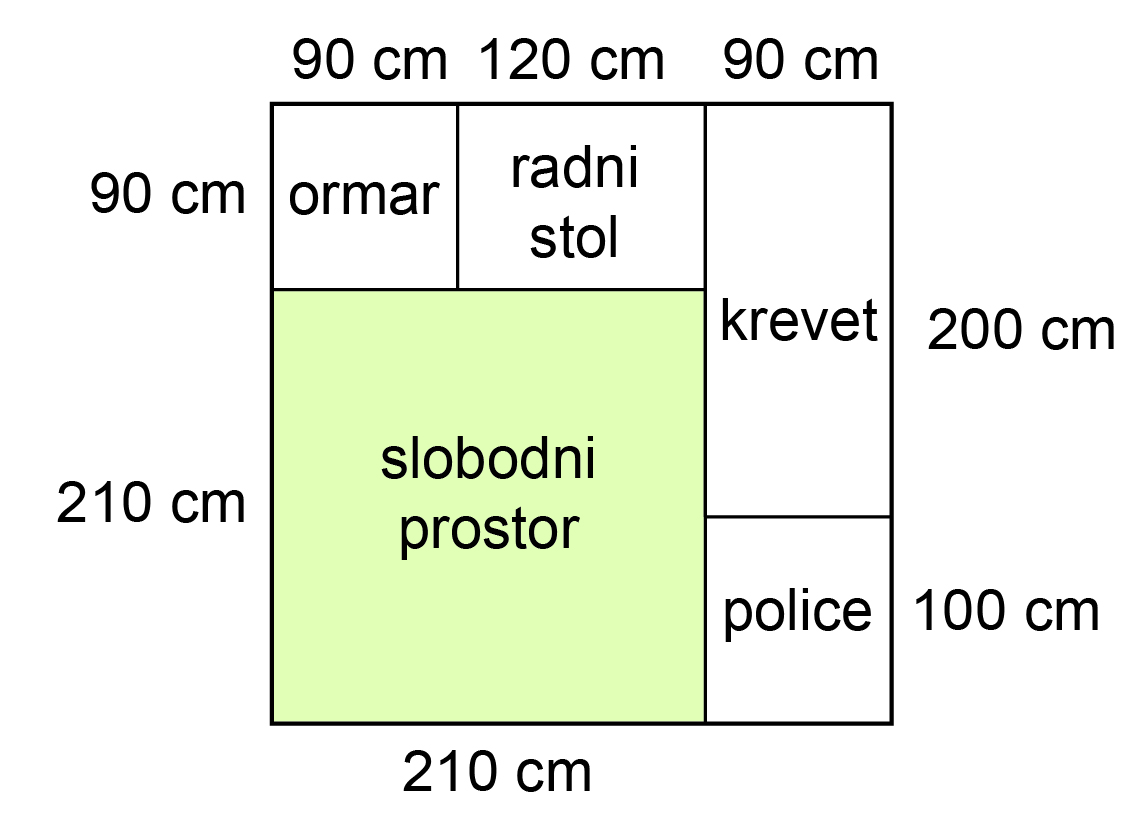 90 cm 120 cm 90 cm
90 cm
ormar
radni
stol
krevet
200 cm
slobodni
prostor
210 cm
police
100 cm
210 cm